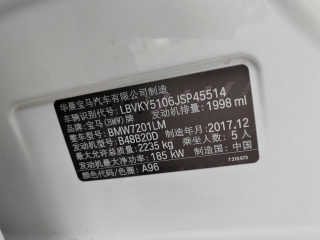 华晨宝马汽车有限公司制造
车辆识别代号 LBVKY5106JSP45514
品牌:宝马(BMW)牌 发动机排量:1998 ml
整车型号:BMW7201LM
发动机型号:B48B20D 制造年月:2017.12
最大允许总质量:2235 kg 乘坐人数:5 人
发动机最大净功率:185 kW 制造国:中国
颜色代码/色色:A96
7 310 673